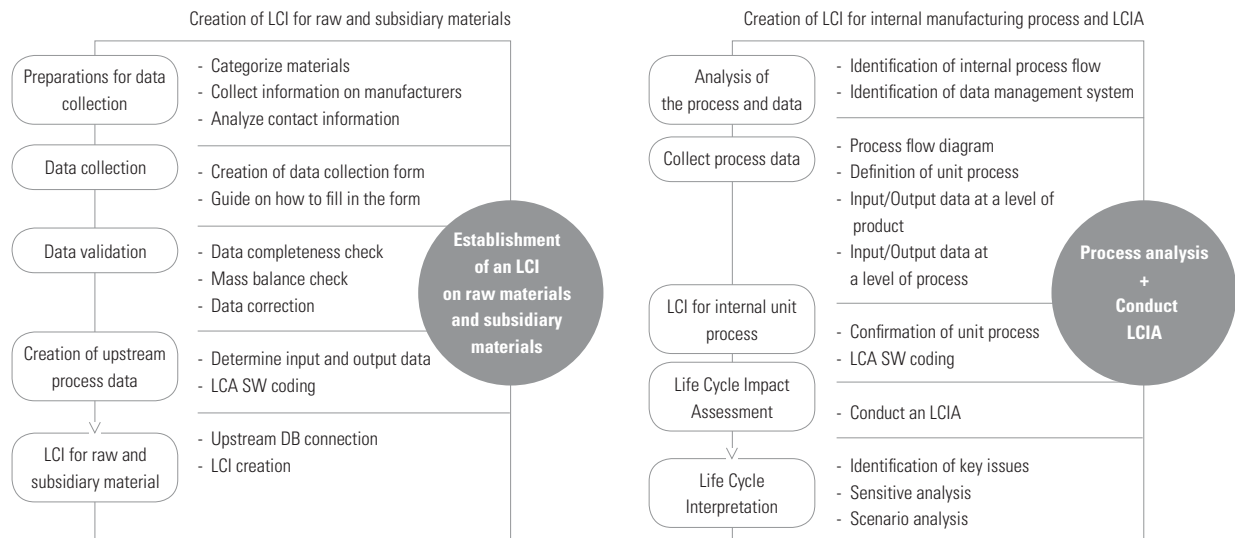 Creation of LCI for raw and subsidiary materials
Preparations for data
collection
- Categorize materials
- Collect information on manufacturers
- Analyze contact information
Data collection
- Creation of data collection form
- Guide on how to fill in the form
Data validation
- Data completeness check
- Mass balance check
- Data correction
Creation of upstream
process data
- Determine input and output data
- LCA SW coding
LCI for raw and
subsidiary material
- Upstream DB connection
- LCI creation
Establishment
of an LCI
on raw materials
and subsidiary
materials
Creation of LCI for internal manufacturing process and LCIA
Analysis of
the process and data
- Identification of internal process flow
- Identification of data management system
Collect process data
- Process flow diagram
- Definition of unit process
- Input/Output data at a level of
product
- Input/Output data at
a level of process
LCI for internal unit
process
- Confirmation of unit process
- LCA SW coding
Life Cycle Impact
Assessment
- Conduct an LCIA
Life Cycle
Interpretation
- Identification of key issues
- Sensitive analysis
- Scenario analysis
Process analysis
+
Conduct
LCIA